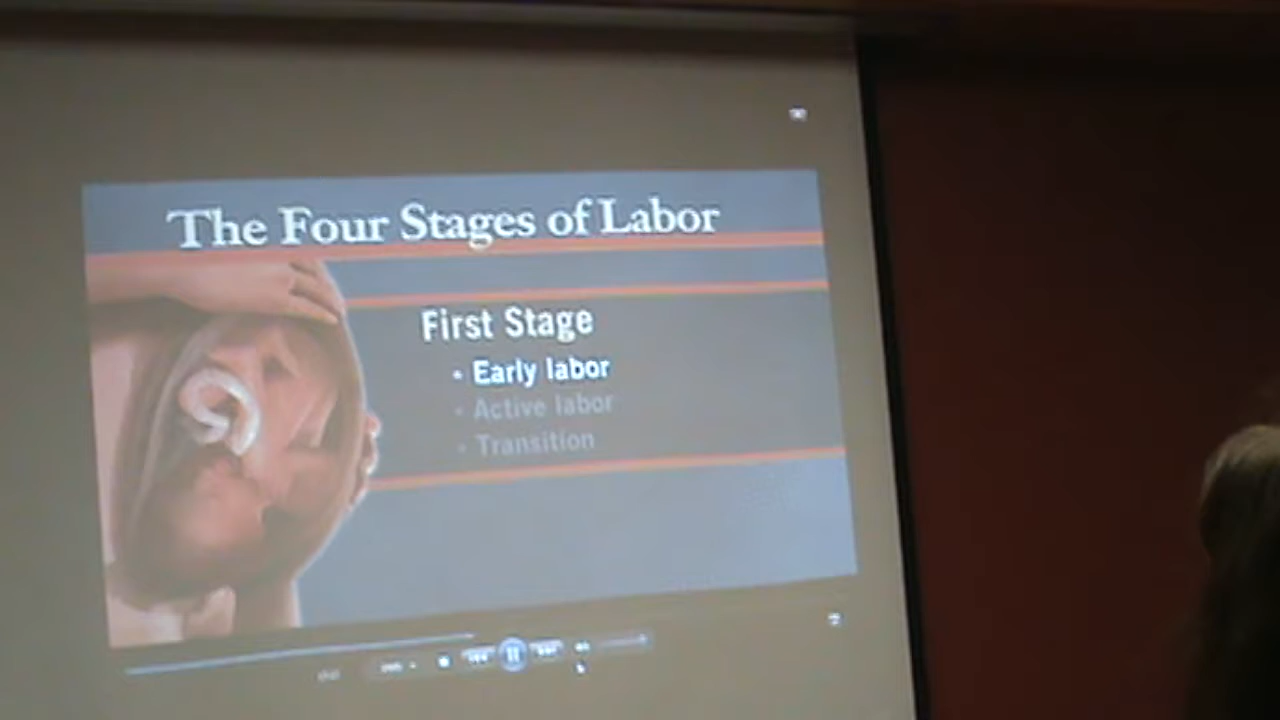 The Four Stages of Labor
First Stage
• Early labor
• Active labor
• Transition